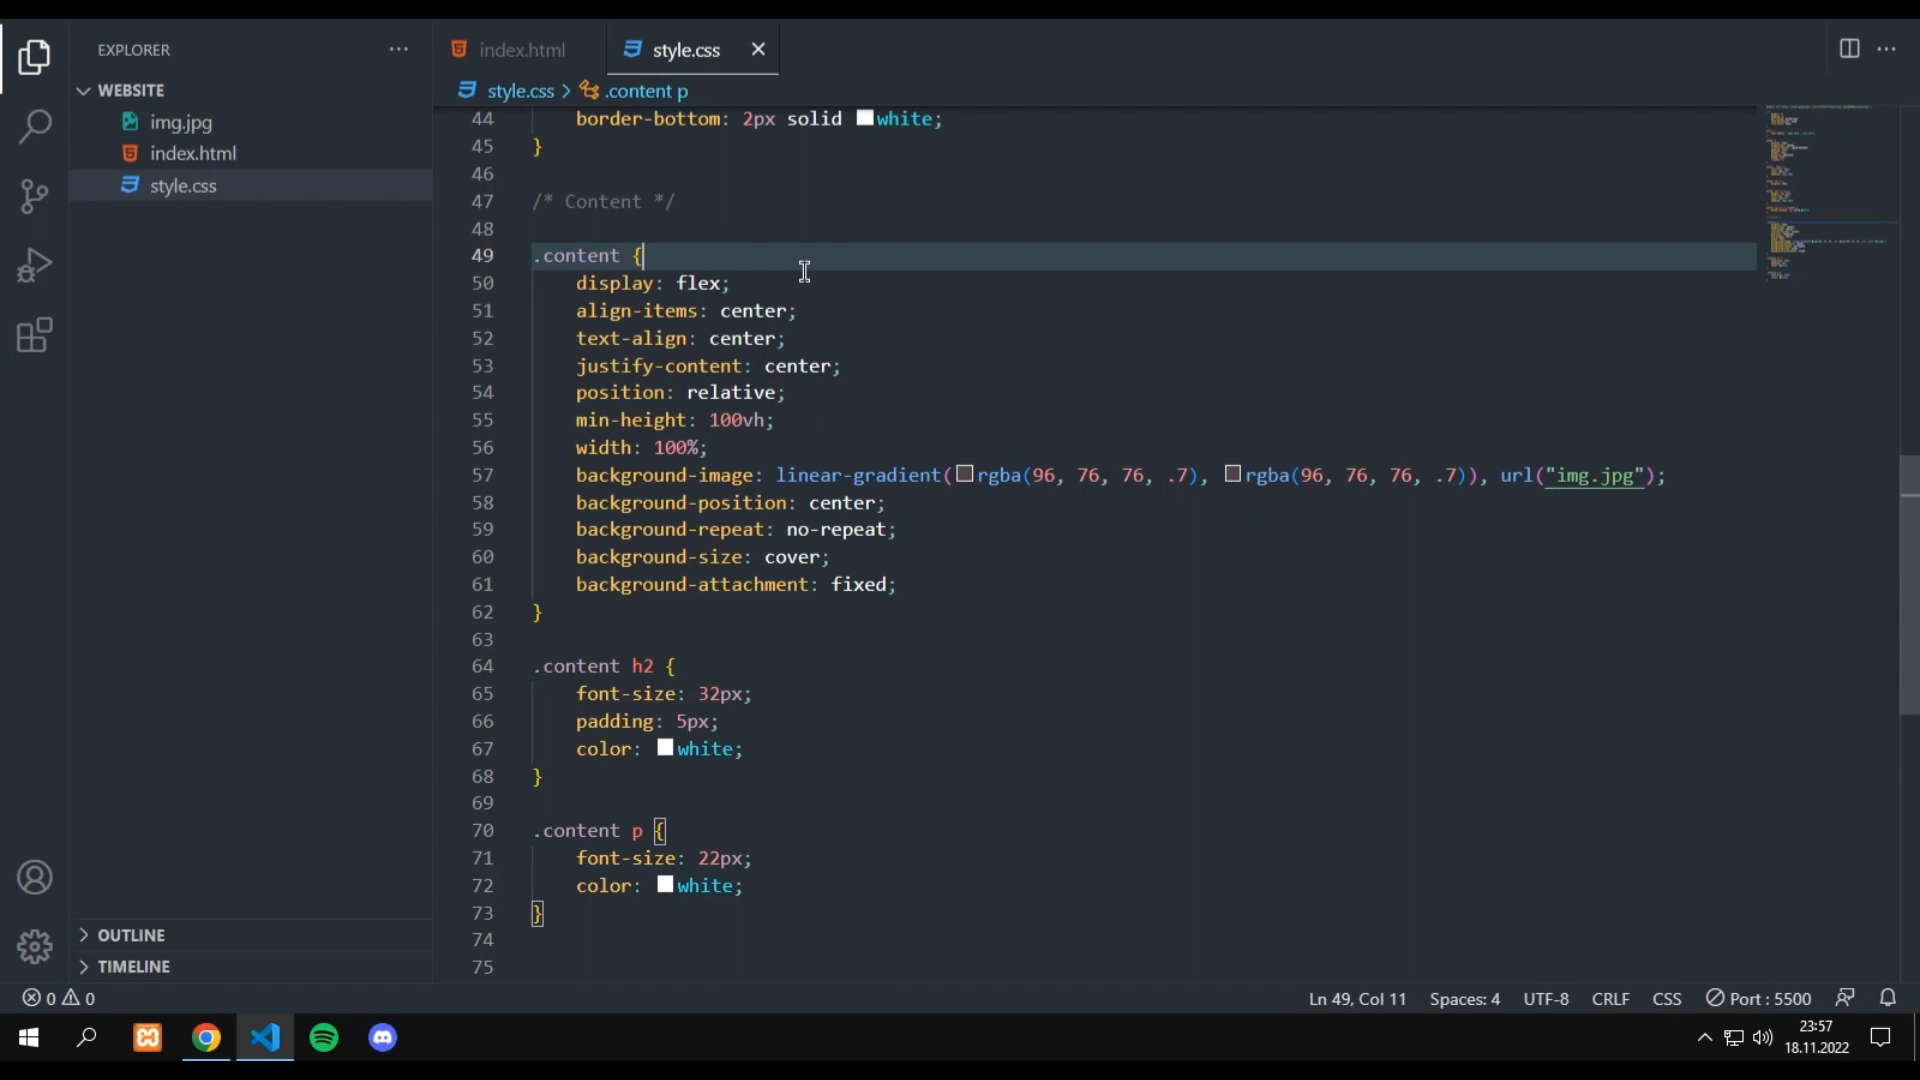 EXPLORER
index.html
style.css
WEBSITE
style.css > .content p
img.jpg
index.html
style.css
44 border-bottom: 2px solid white;
45 }
46
47 /* Content */
48
49 .content {
50 display: flex;
51 align-items: center;
52 text-align: center;
53 justify-content: center;
54 position: relative;
55 min-height: 100vh;
56 width: 100%;
57 background-image: linear-gradient(rgba(96, 76, 76, .7), rgba(96, 76, 76, .7)), url("img.jpg");
58 background-position: center;
59 background-repeat: no-repeat;
60 background-size: cover;
61 background-attachment: fixed;
62 }
63
64 .content h2 {
65 font-size: 32px;
66 padding: 5px;
67 color: white;
68 }
69
70 .content p {
71 font-size: 22px;
72 color: white;
73 }
74
75
OUTLINE
TIMELINE
0 0
Ln 49, Col 11
Spaces: 4
UTF-8
CRLF
CSS
Port : 5500
23:57
18.11.2022